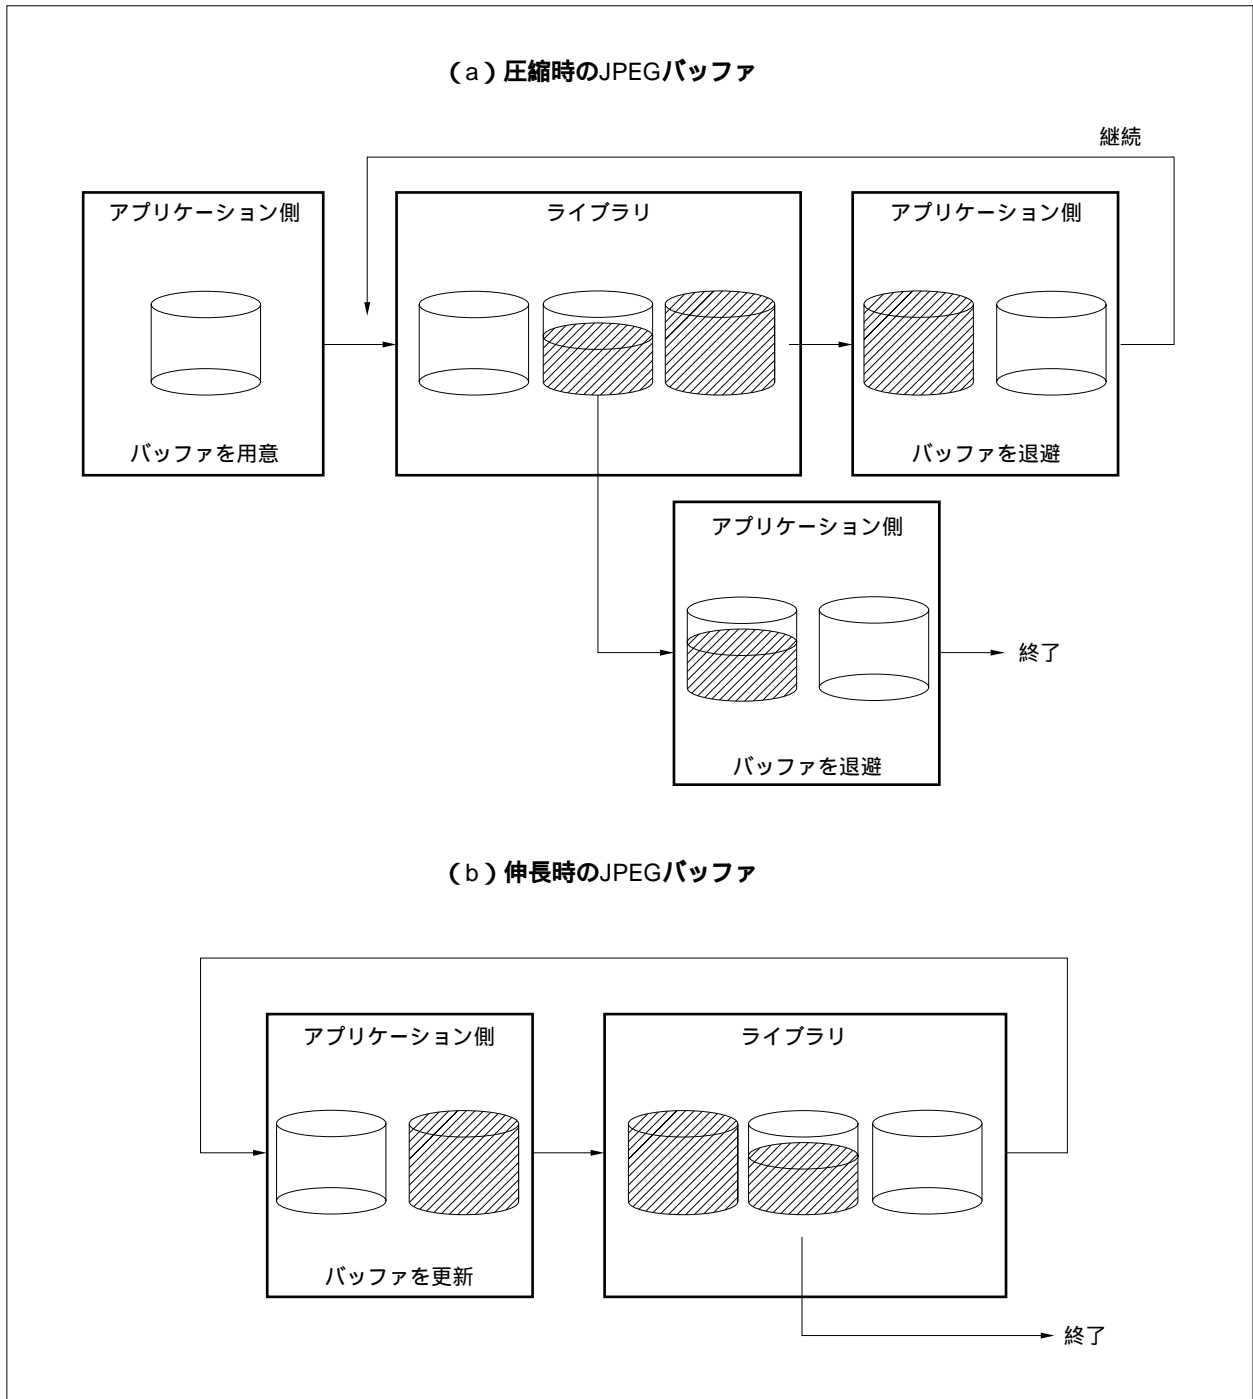 （a）圧縮時のJPEGバッファ
継続
アプリケーション側
ライブラリ
アプリケーション側
バッファを用意
バッファを退避
アプリケーション側
終了
バッファを退避
（b）伸長時のJPEGバッファ
アプリケーション側
ライブラリ
バッファを更新
終了